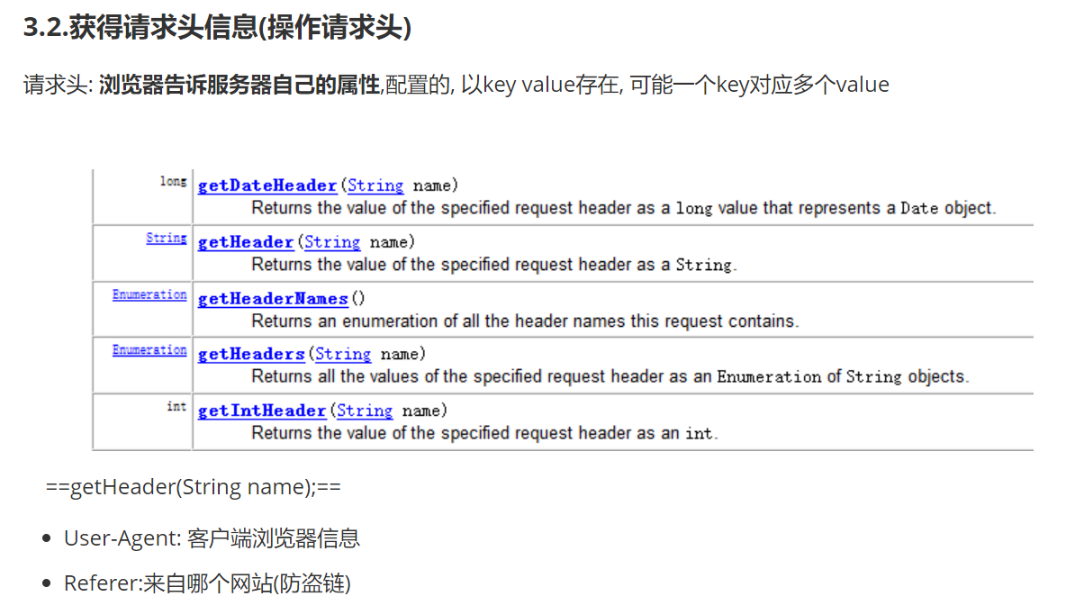 3.2.获得请求头信息(操作请求头)
请求头: 浏览器告诉服务器自己的属性,配置的, 以key value存在, 可能一个key对应多个value
long getDateHeader(String name)
Returns the value of the specified request header as a long value that represents a Date object.
String getHeader(String name)
Returns the value of the specified request header as a String.
Enumeration getHeaderNames()
Returns an enumeration of all the header names this request contains.
Enumeration getHeaders(String name)
Returns all the values of the specified request header as an Enumeration of String objects.
int getIntHeader(String name)
Returns the value of the specified request header as an int.
==getHeader(String name);==
• User-Agent: 客户端浏览器信息
• Referer:来自哪个网站(防盗链)